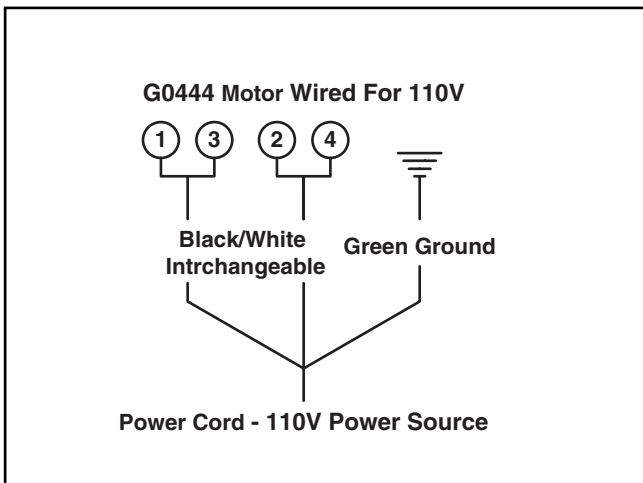 G0444 Motor Wired For 110V
1 3 2 4
Black/White
Intrchangeable
Green Ground
Power Cord - 110V Power Source